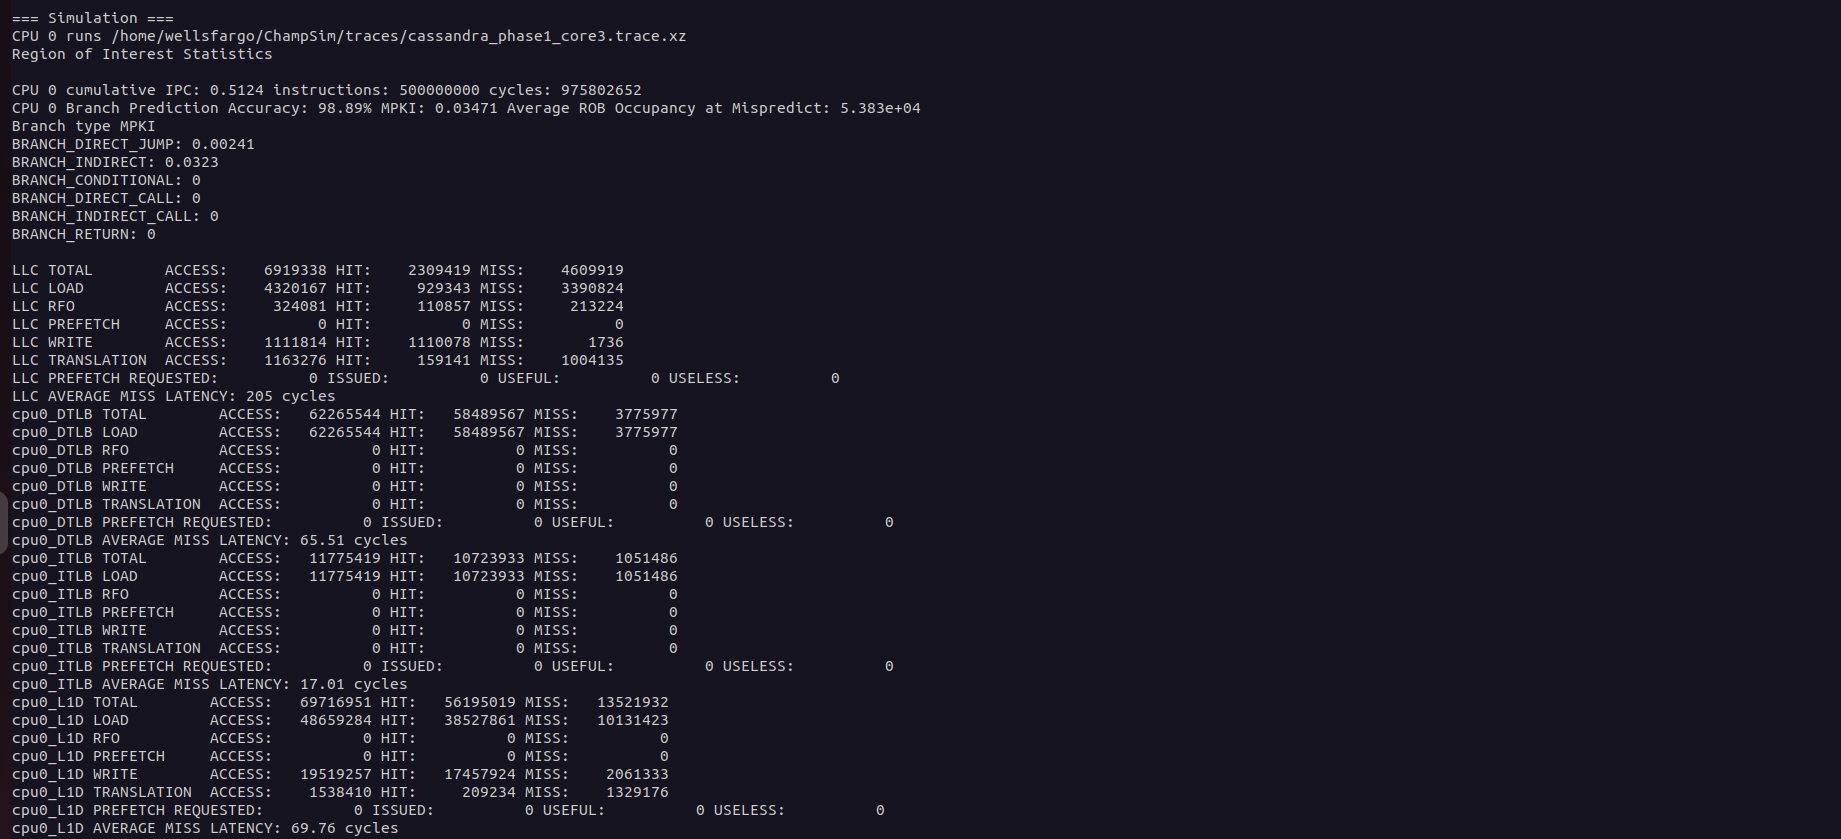 === Simulation ===
CPU 0 runs /home/wellsfargo/ChampSim/traces/cassandra_phase1_core3.trace.xz
Region of Interest Statistics
CPU 0 cumulative IPC: 0.5124 instructions: 500000000 cycles: 975802652
CPU 0 Branch Prediction Accuracy: 98.89% MPKI: 0.03471 Average ROB Occupancy at Mispredict: 5.383e+04
Branch type MPKI
BRANCH_DIRECT_JUMP: 0.00241
BRANCH_INDIRECT: 0.0323
BRANCH_CONDITIONAL: 0
BRANCH_DIRECT_CALL: 0
BRANCH_INDIRECT_CALL: 0
BRANCH_RETURN: 0
LLC TOTAL ACCESS: 6919338 HIT: 2309419 MISS: 4609919
LLC LOAD ACCESS: 4320167 HIT: 929343 MISS: 3390824
LLC RFO ACCESS: 324081 HIT: 110857 MISS: 213224
LLC PREFETCH ACCESS: 0 HIT: 0 MISS: 0
LLC WRITE ACCESS: 1111814 HIT: 1110078 MISS: 1736
LLC TRANSLATION ACCESS: 1163276 HIT: 159141 MISS: 1004135
LLC PREFETCH REQUESTED: 0 ISSUED: 0 USEFUL: 0 USELESS: 0
LLC AVERAGE MISS LATENCY: 205 cycles
cpu0_DTLB TOTAL ACCESS: 62265544 HIT: 58489567 MISS: 3775977
cpu0_DTLB LOAD ACCESS: 62265544 HIT: 58489567 MISS: 3775977
cpu0_DTLB RFO ACCESS: 0 HIT: 0 MISS: 0
cpu0_DTLB PREFETCH ACCESS: 0 HIT: 0 MISS: 0
cpu0_DTLB WRITE ACCESS: 0 HIT: 0 MISS: 0
cpu0_DTLB TRANSLATION ACCESS: 0 HIT: 0 MISS: 0
cpu0_DTLB PREFETCH REQUESTED: 0 ISSUED: 0 USEFUL: 0 USELESS: 0
cpu0_DTLB AVERAGE MISS LATENCY: 65.51 cycles
cpu0_ITLB TOTAL ACCESS: 11775419 HIT: 10723933 MISS: 1051486
cpu0_ITLB LOAD ACCESS: 11775419 HIT: 10723933 MISS: 1051486
cpu0_ITLB RFO ACCESS: 0 HIT: 0 MISS: 0
cpu0_ITLB PREFETCH ACCESS: 0 HIT: 0 MISS: 0
cpu0_ITLB WRITE ACCESS: 0 HIT: 0 MISS: 0
cpu0_ITLB TRANSLATION ACCESS: 0 HIT: 0 MISS: 0
cpu0_ITLB PREFETCH REQUESTED: 0 ISSUED: 0 USEFUL: 0 USELESS: 0
cpu0_ITLB AVERAGE MISS LATENCY: 17.01 cycles
cpu0_L1D TOTAL ACCESS: 69716951 HIT: 56195019 MISS: 13521932
cpu0_L1D LOAD ACCESS: 48659284 HIT: 38527861 MISS: 10131423
cpu0_L1D RFO ACCESS: 0 HIT: 0 MISS: 0
cpu0_L1D PREFETCH ACCESS: 0 HIT: 0 MISS: 0
cpu0_L1D WRITE ACCESS: 19519257 HIT: 17457924 MISS: 2061333
cpu0_L1D TRANSLATION ACCESS: 1538410 HIT: 209234 MISS: 1329176
cpu0_L1D PREFETCH REQUESTED: 0 ISSUED: 0 USEFUL: 0 USELESS: 0
cpu0_L1D AVERAGE MISS LATENCY: 69.76 cycles